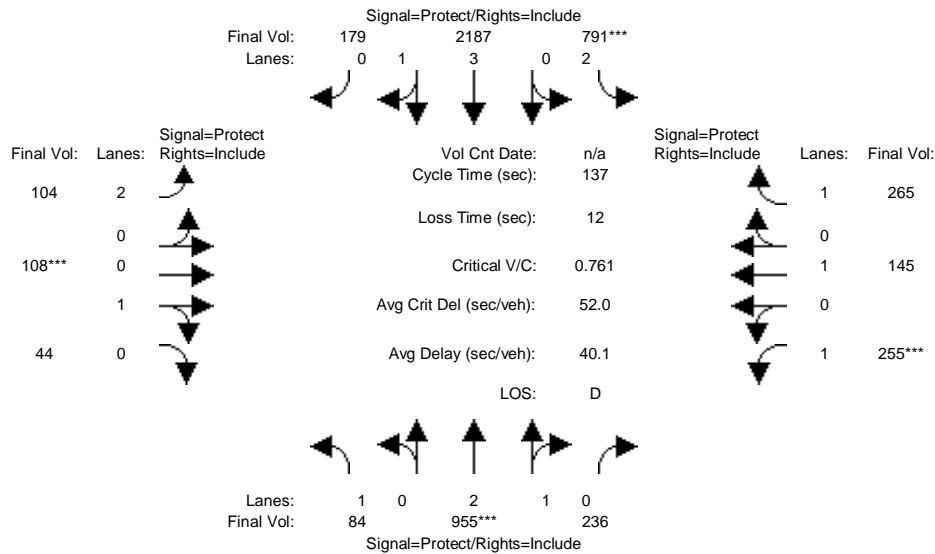 Signal=Protect/Rights=Include
Final Vol: 179 2187 791***
Lanes: 0 1 3 0 2
Signal=Protect Signal=Protect
Final Vol: Lanes: Rights=Include Vol Cnt Date: n/a Rights=Include Lanes: Final Vol:
Cycle Time (sec): 137
104 2 1 265
Loss Time (sec): 12
0 0
108*** 0 Critical V/C: 0.761 1 145
1 Avg Crit Del (sec/veh): 52.0 0
44 0 Avg Delay (sec/veh): 40.1 1 255***
LOS: D
Lanes: 1 0 2 1 0
Final Vol: 84 955*** 236
Signal=Protect/Rights=Include